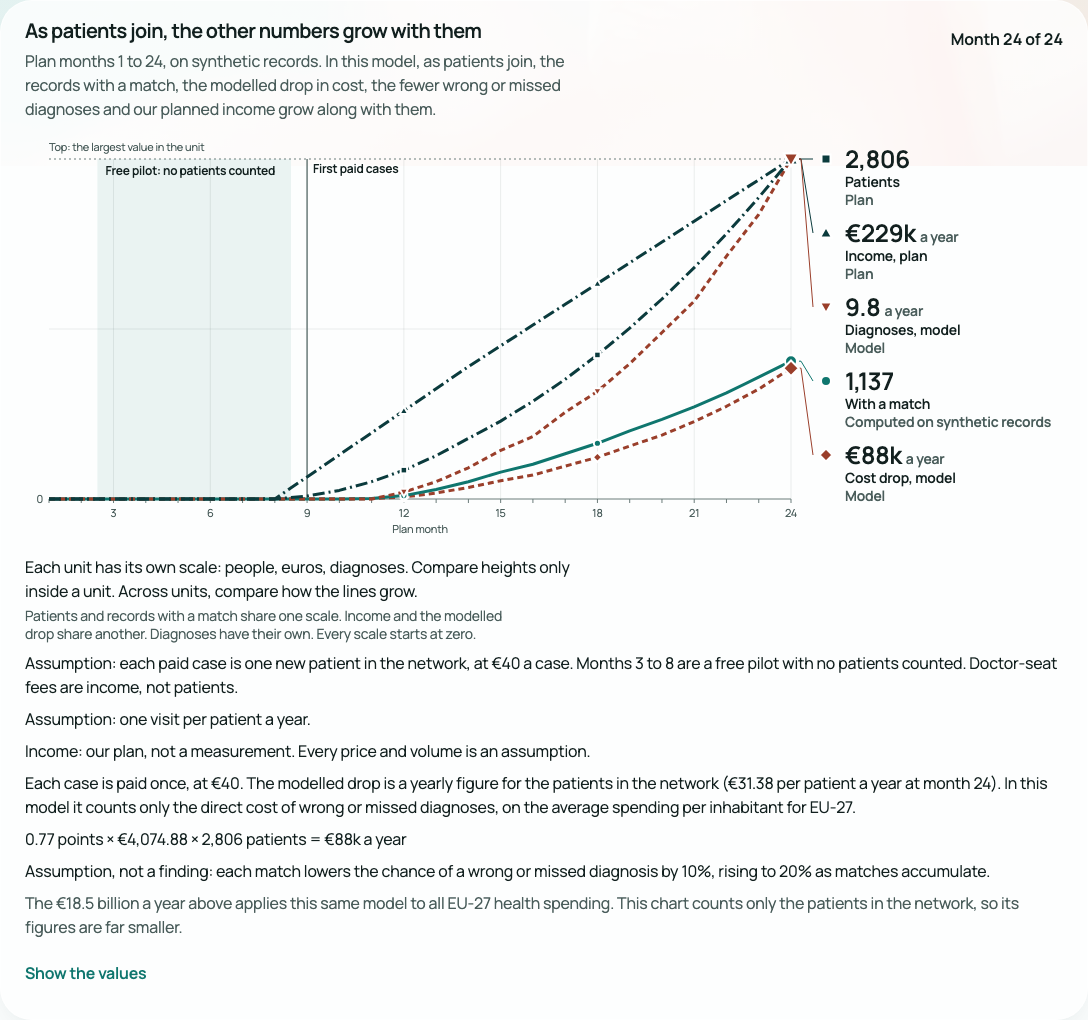 As patients join, the other numbers grow with them
Month 24 of 24
Plan months 1 to 24, on synthetic records. In this model, as patients join, the
records with a match, the modelled drop in cost, the fewer wrong or missed
diagnoses and our planned income grow along with them.
Top: the largest value in the unit
Free pilot: no patients counted
First paid cases
2,806
Patients
Plan
€229k a year
Income, plan
Plan
9.8 a year
Diagnoses, model
Model
1,137
With a match
Computed on synthetic records
€88k a year
Cost drop, model
Model
0
3
6
9
12
15
18
21
24
Plan month
Each unit has its own scale: people, euros, diagnoses. Compare heights only
inside a unit. Across units, compare how the lines grow.
Patients and records with a match share one scale. Income and the modelled
drop share another. Diagnoses have their own. Every scale starts at zero.
Assumption: each paid case is one new patient in the network, at €40 a case. Months 3 to 8 are a free pilot with no patients counted. Doctor-seat
fees are income, not patients.
Assumption: one visit per patient a year.
Income: our plan, not a measurement. Every price and volume is an assumption.
Each case is paid once, at €40. The modelled drop is a yearly figure for the patients in the network (€31.38 per patient a year at month 24). In this
model it counts only the direct cost of wrong or missed diagnoses, on the average spending per inhabitant for EU-27.
0.77 points × €4,074.88 × 2,806 patients = €88k a year
Assumption, not a finding: each match lowers the chance of a wrong or missed diagnosis by 10%, rising to 20% as matches accumulate.
The €18.5 billion a year above applies this same model to all EU-27 health spending. This chart counts only the patients in the network, so its
figures are far smaller.
Show the values